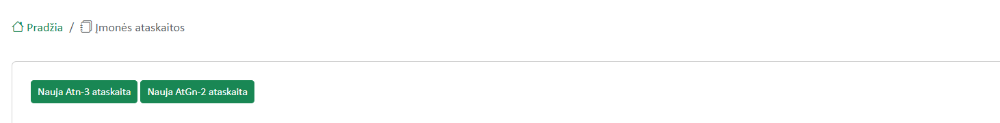 Pradžia / Įmonės ataskaitos
Nauja Atn-3 ataskaita Nauja AtGn-2 ataskaita